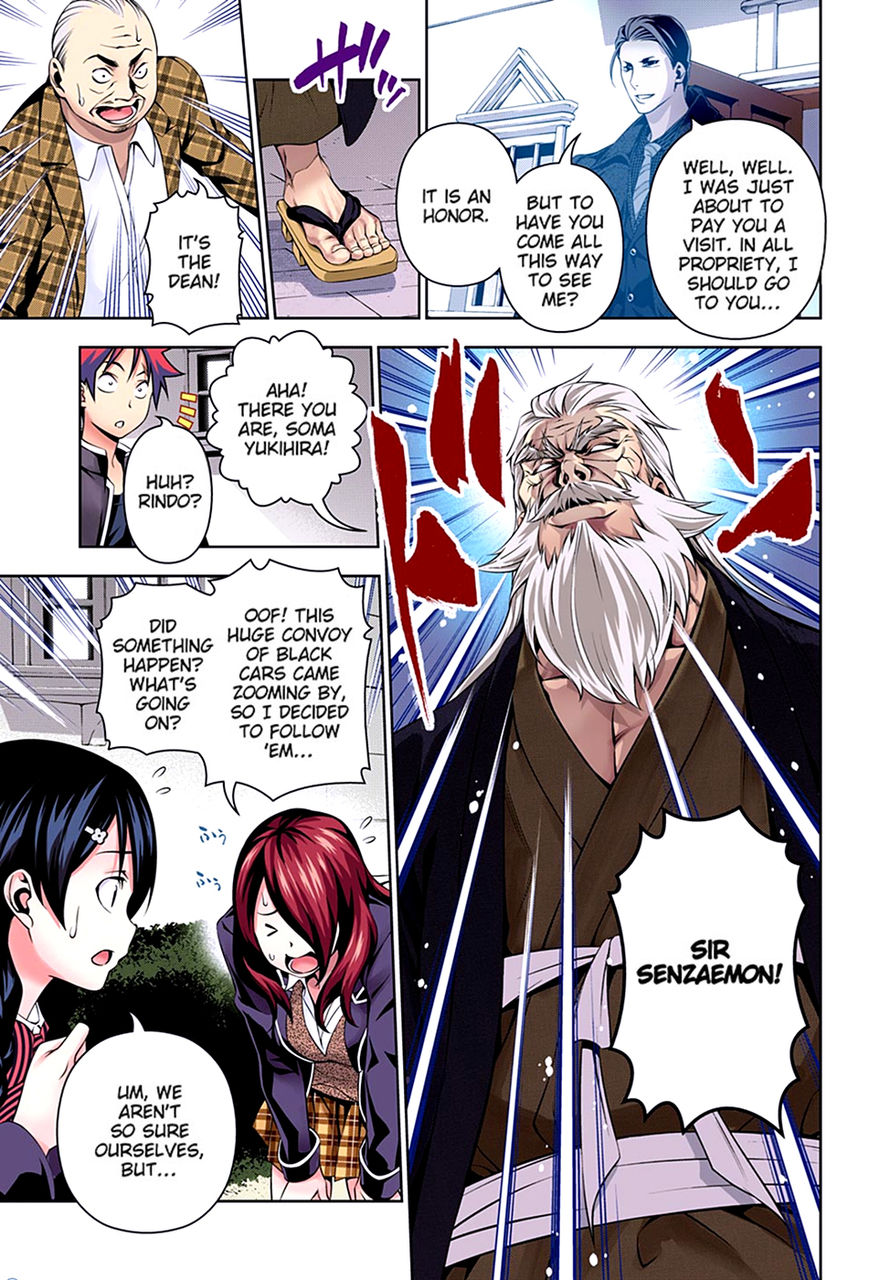 WELL, WELL.
I WAS JUST
ABOUT TO
PAY YOU A
VISIT. IN ALL
PROPRIETY, I
SHOULD GO
TO YOU...
BUT TO
HAVE YOU
COME ALL
THIS WAY
TO SEE
ME?
IT IS AN
HONOR.
ザッ
IT'S
THE
DEAN!
ドン
SIR
SENZAEMON!
AHA!
THERE YOU
ARE, SOMA
YUKIHIRA!
HUH?
RINDO?
OOF! THIS
HUGE CONVOY
OF BLACK
CARS CAME
ZOOMING BY,
SO I DECIDED
TO FOLLOW
'EM...
DID
SOMETHING
HAPPEN?
WHAT'S
GOING
ON?
ふぅ
ふぅ
UM, WE
AREN'T
SO SURE
OURSELVES,
BUT...